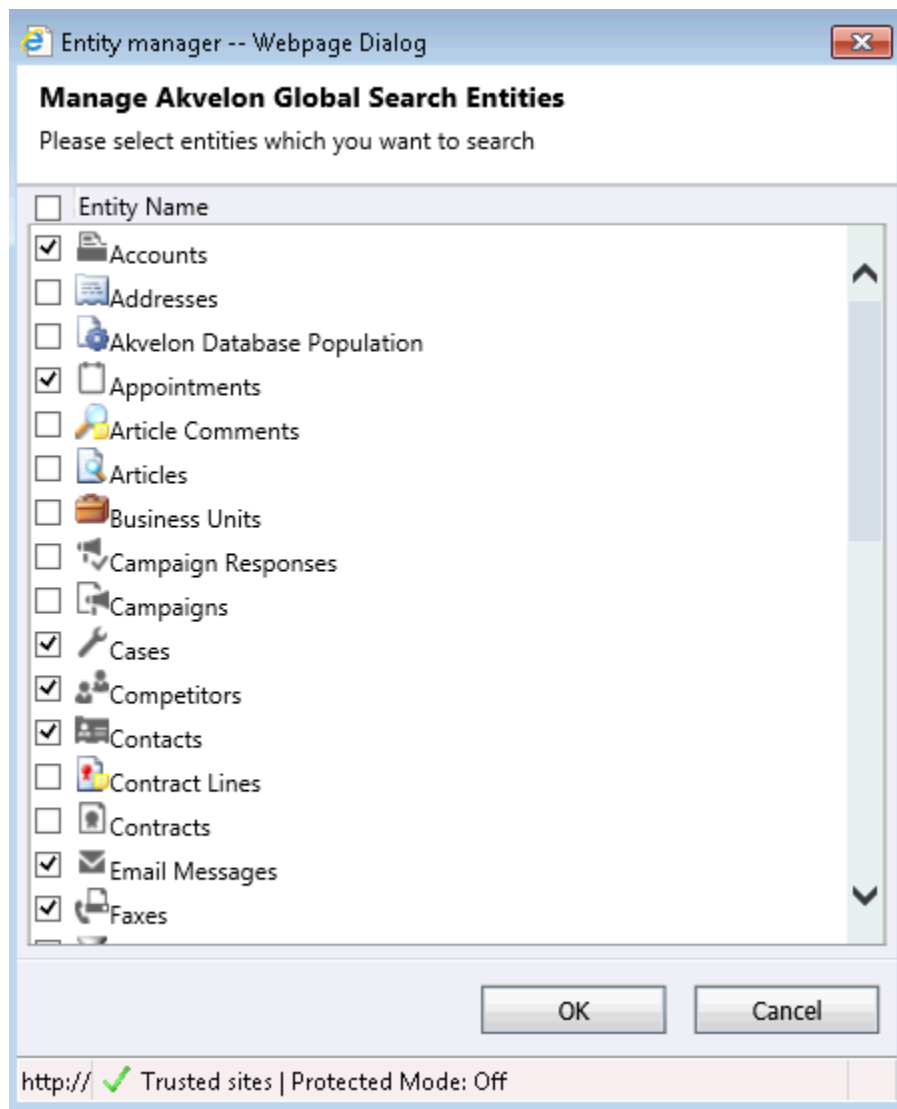 Entity manager -- Webpage Dialog
Manage Akvelon Global Search Entities
Please select entities which you want to search
Entity Name
Accounts
Addresses
Akvelon Database Population
Appointments
Article Comments
Articles
Business Units
Campaign Responses
Campaigns
Cases
Competitors
Contacts
Contract Lines
Contracts
Email Messages
Faxes
OK Cancel
http:// Trusted sites | Protected Mode: Off